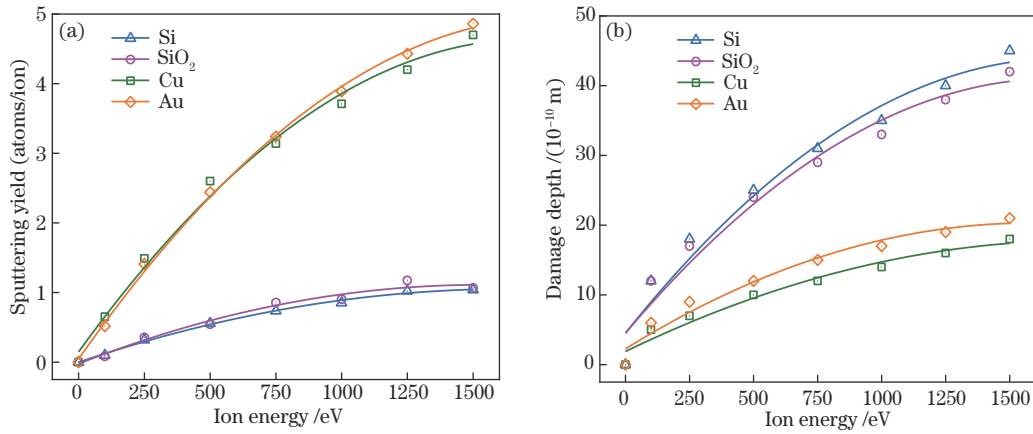 (a)
Si
SiO₂
Cu
Au
Sputtering yield (atoms/ion)
5
4
3
2
1
0
0 250 500 750 1000 1250 1500
Ion energy /eV
(b)
Si
SiO₂
Cu
Au
Damage depth /(10⁻¹⁰ m)
50
40
30
20
10
0
0 250 500 750 1000 1250 1500
Ion energy /eV